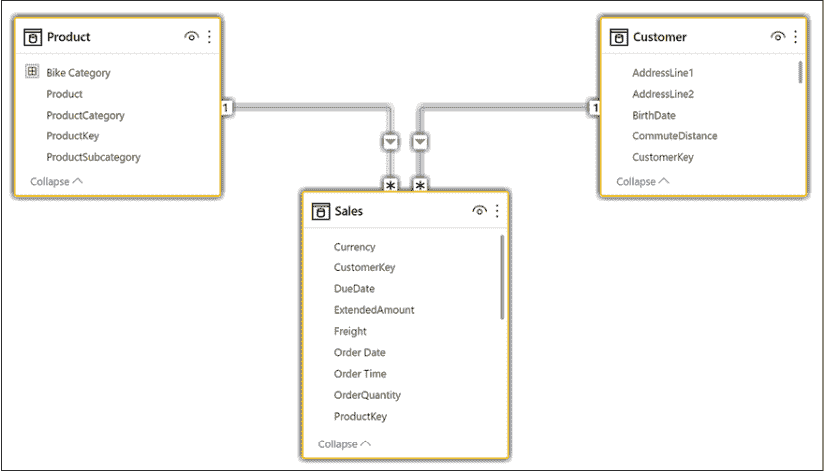 Product
Bike Category
Product
ProductCategory
ProductKey
ProductSubcategory
Collapse
Customer
AddressLine1
AddressLine2
BirthDate
CommuteDistance
CustomerKey
Collapse
1
1
*
*
Sales
Currency
CustomerKey
DueDate
ExtendedAmount
Freight
Order Date
Order Time
OrderQuantity
ProductKey
Collapse